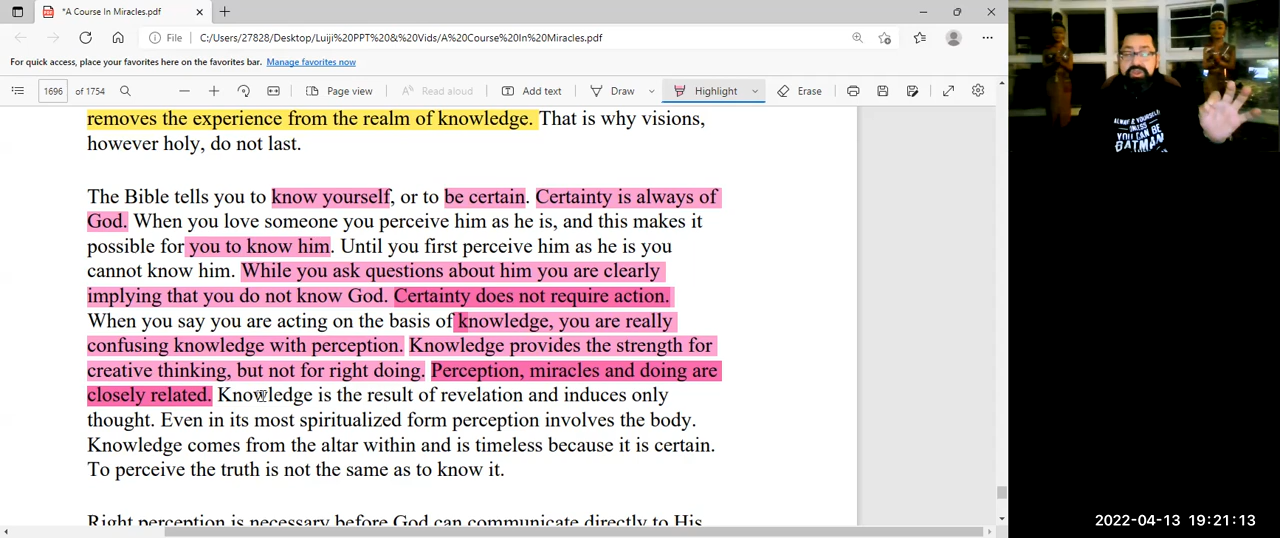 *A Course In Miracles.pdf
File
C:/Users/27828/Desktop/Luiji%20PPT%20&%20Vids/A%20Course%20In%20Miracles.pdf
For quick access, place your favorites here on the favorites bar. Manage favorites now
1696 of 1754
Page view
Read aloud
Add text
Draw
Highlight
Erase
removes the experience from the realm of knowledge. That is why visions,
however holy, do not last.
The Bible tells you to know yourself, or to be certain. Certainty is always of
God. When you love someone you perceive him as he is, and this makes it
possible for you to know him. Until you first perceive him as he is you
cannot know him. While you ask questions about him you are clearly
implying that you do not know God. Certainty does not require action.
When you say you are acting on the basis of knowledge, you are really
confusing knowledge with perception. Knowledge provides the strength for
creative thinking, but not for right doing. Perception, miracles and doing are
closely related. Knowledge is the result of revelation and induces only
thought. Even in its most spiritualized form perception involves the body.
Knowledge comes from the altar within and is timeless because it is certain.
To perceive the truth is not the same as to know it.
Right perception is necessary before God can communicate directly to His
ALWAYS BE YOURSELF
UNLESS
YOU CAN BE
BATMAN
2022-04-13 19:21:13